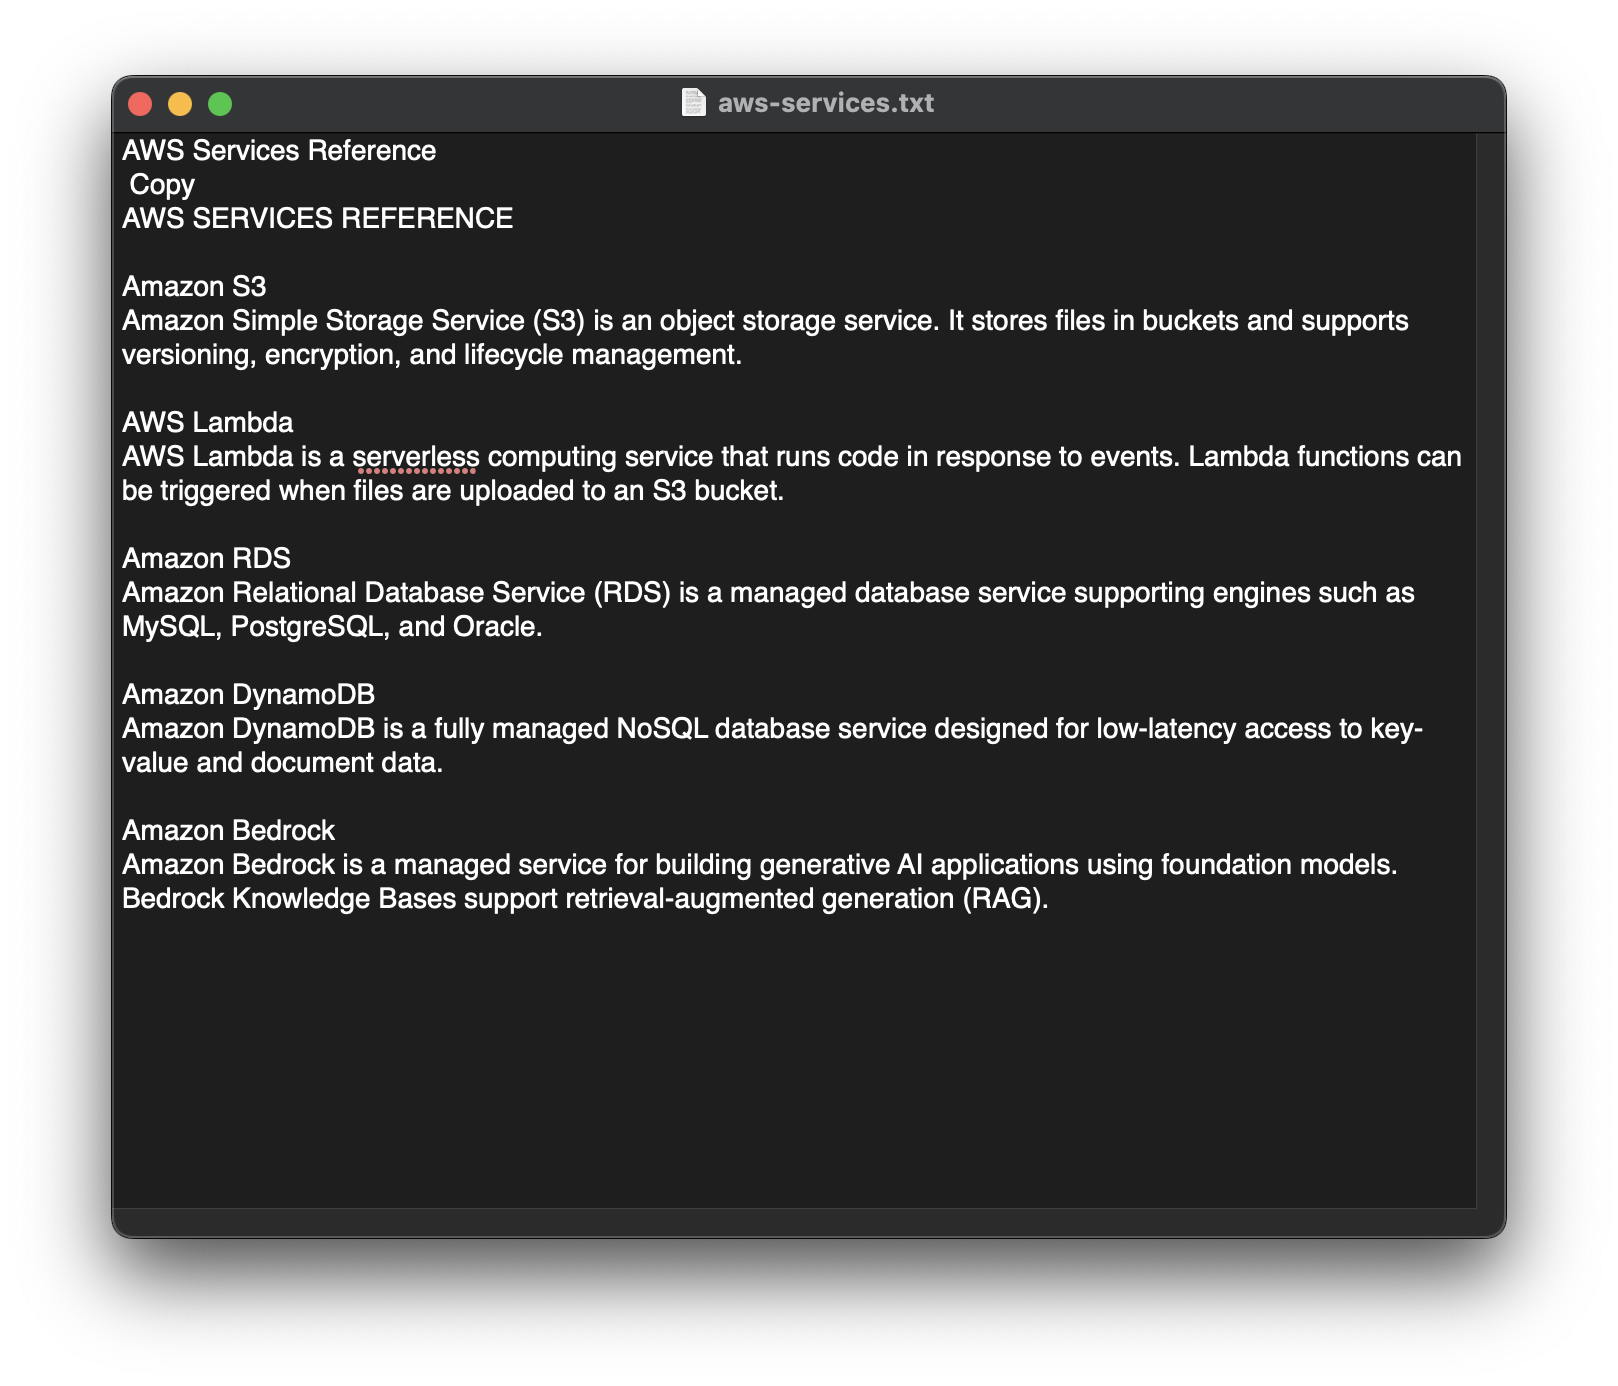 aws-services.txt
AWS Services Reference
Copy
AWS SERVICES REFERENCE
Amazon S3
Amazon Simple Storage Service (S3) is an object storage service. It stores files in buckets and supports
versioning, encryption, and lifecycle management.
AWS Lambda
AWS Lambda is a serverless computing service that runs code in response to events. Lambda functions can
be triggered when files are uploaded to an S3 bucket.
Amazon RDS
Amazon Relational Database Service (RDS) is a managed database service supporting engines such as
MySQL, PostgreSQL, and Oracle.
Amazon DynamoDB
Amazon DynamoDB is a fully managed NoSQL database service designed for low-latency access to key-
value and document data.
Amazon Bedrock
Amazon Bedrock is a managed service for building generative AI applications using foundation models.
Bedrock Knowledge Bases support retrieval-augmented generation (RAG).